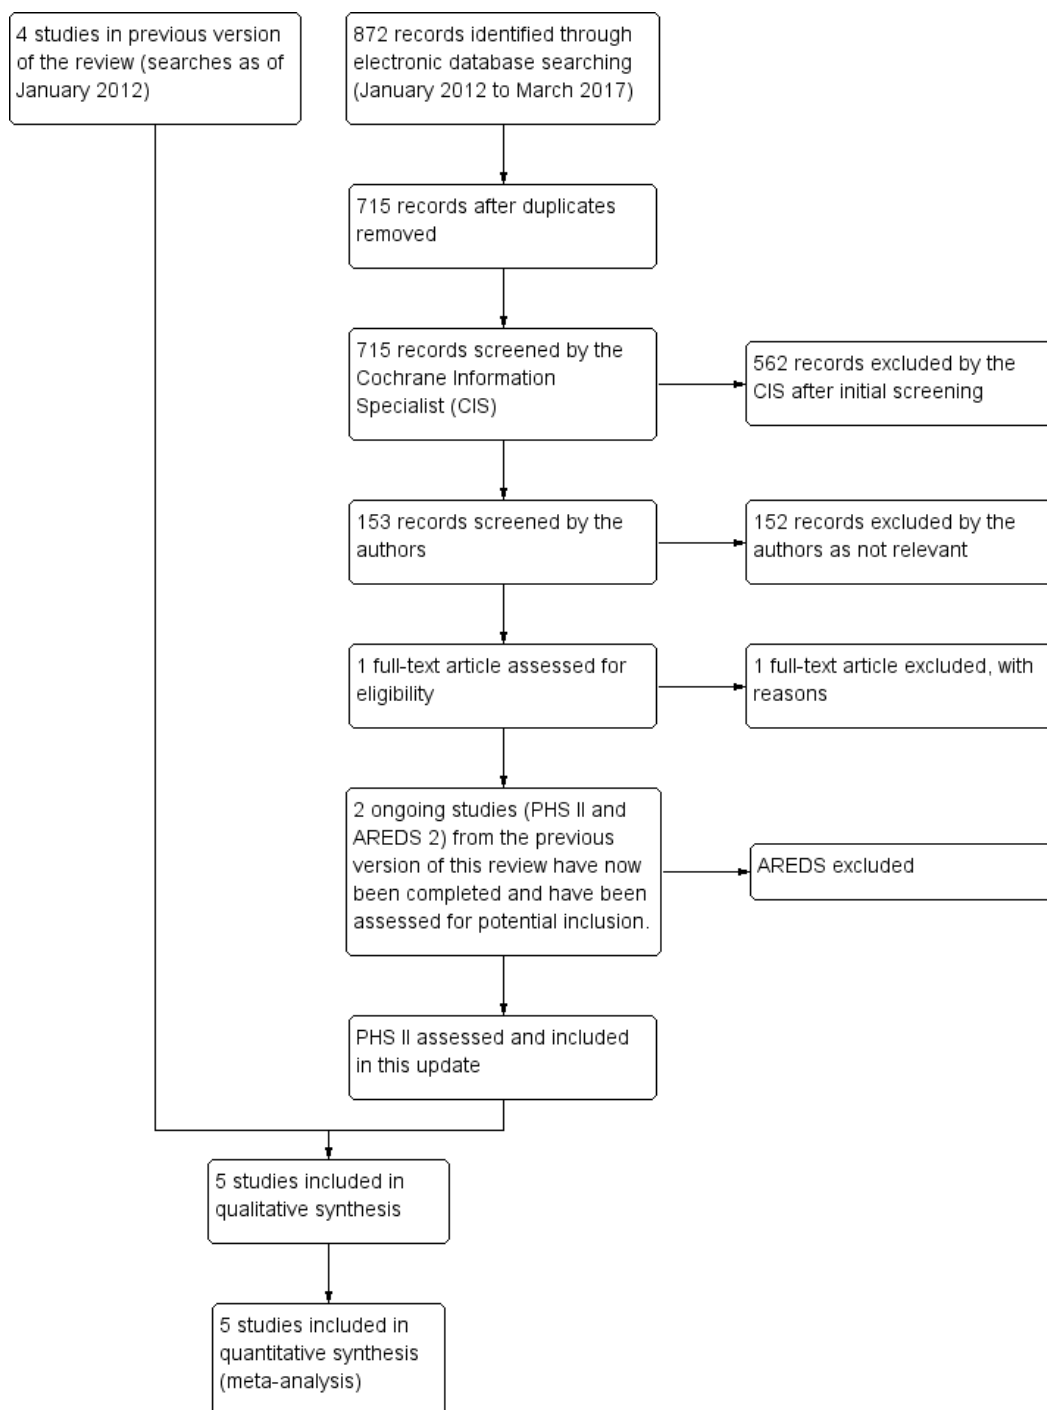 4 studies in previous version
of the review (searches as of
January 2012)
872 records identified through
electronic database searching
(January 2012 to March 2017)
715 records after duplicates
removed
715 records screened by the
Cochrane Information
Specialist (CIS)
562 records excluded by the
CIS after initial screening
153 records screened by the
authors
152 records excluded by the
authors as not relevant
1 full-text article assessed for
eligibility
1 full-text article excluded, with
reasons
2 ongoing studies (PHS II and
AREDS 2) from the previous
version of this review have now
been completed and have been
assessed for potential inclusion.
AREDS excluded
PHS II assessed and included
in this update
5 studies included in
qualitative synthesis
5 studies included in
quantitative synthesis
(meta-analysis)